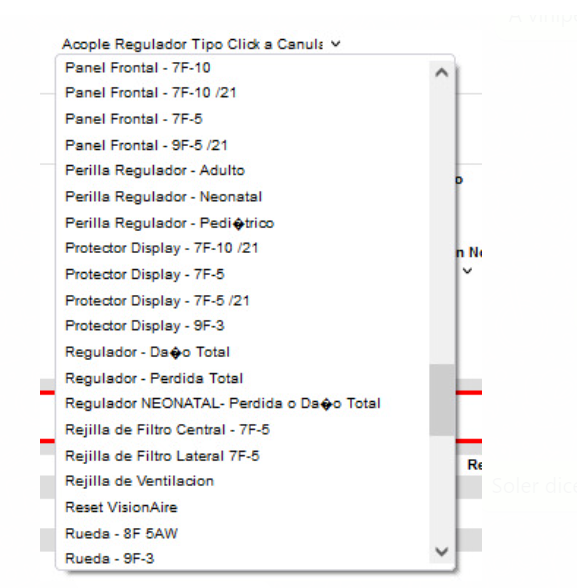 A
Acople Regulador Tipo Click a Canula
Panel Frontal - 7F-10
Panel Frontal - 7F-10 /21
Panel Frontal - 7F-5
Panel Frontal - 9F-5 /21
Perilla Regulador - Adulto
Perilla Regulador - Neonatal
Perilla Regulador - Pedi�trico
Protector Display - 7F-10 /21
Protector Display - 7F-5
Protector Display - 7F-5 /21
Protector Display - 9F-3
Regulador - Da�o Total
Regulador - Perdida Total
Regulador NEONATAL- Perdida o Da�o Total
Rejilla de Filtro Central - 7F-5
Rejilla de Filtro Lateral 7F-5
Rejilla de Ventilacion
Reset VisionAire
Rueda - 8F 5AW
Rueda - 9F-3
o
n N
Re
Soler dice